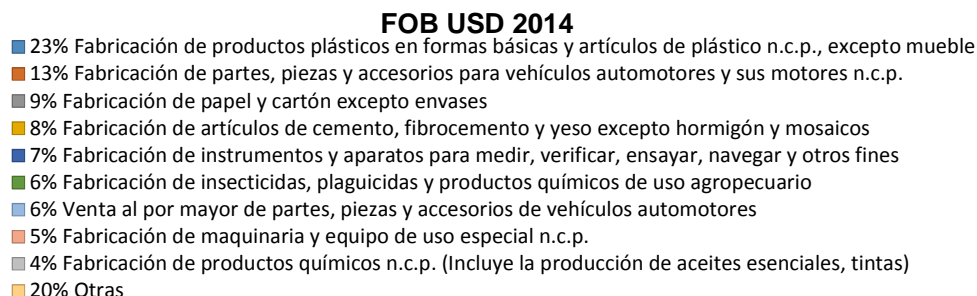 FOB USD 2014
23% Fabricación de productos plásticos en formas básicas y artículos de plástico n.c.p., excepto mueble
13% Fabricación de partes, piezas y accesorios para vehículos automotores y sus motores n.c.p.
9% Fabricación de papel y cartón excepto envases
8% Fabricación de artículos de cemento, fibrocemento y yeso excepto hormigón y mosaicos
7% Fabricación de instrumentos y aparatos para medir, verificar, ensayar, navegar y otros fines
6% Fabricación de insecticidas, plaguicidas y productos químicos de uso agropecuario
6% Venta al por mayor de partes, piezas y accesorios de vehículos automotores
5% Fabricación de maquinaria y equipo de uso especial n.c.p.
4% Fabricación de productos químicos n.c.p. (Incluye la producción de aceites esenciales, tintas)
20% Otras